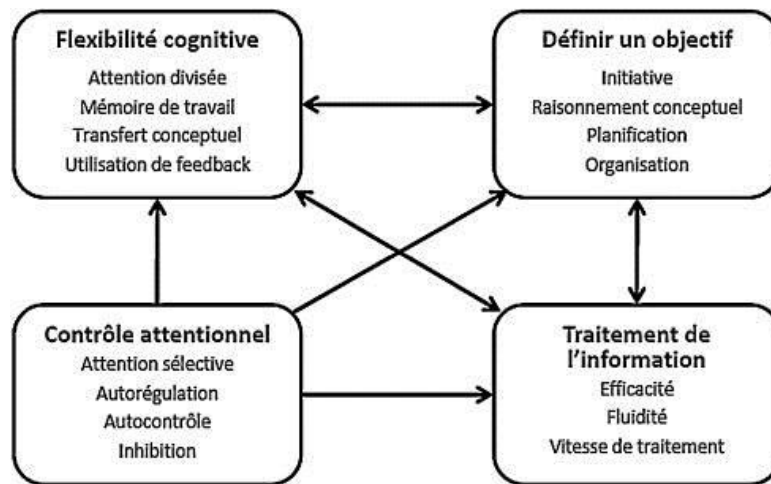 Flexibilité cognitive
Attention divisée
Mémoire de travail
Transfert conceptuel
Utilisation de feedback
Définir un objectif
Initiative
Raisonnement conceptuel
Planification
Organisation
Contrôle attentionnel
Attention sélective
Autorégulation
Autocontrôle
Inhibition
Traitement de
l'information
Efficacité
Fluidité
Vitesse de traitement